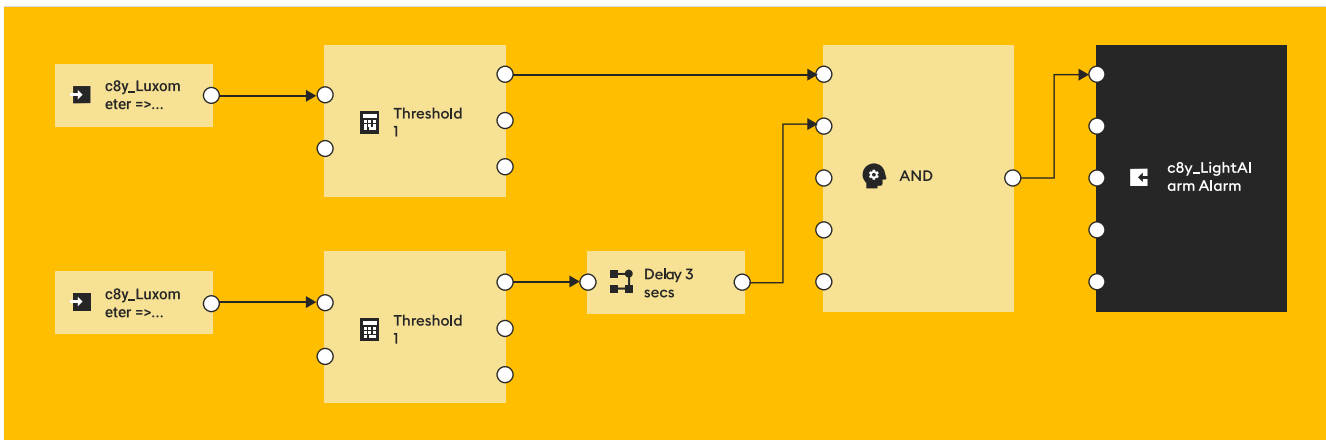 c8y_Luxom
eter =>...
Threshold
1
AND
c8y_LightAl
arm Alarm
c8y_Luxom
eter =>...
Threshold
1
Delay 3
secs